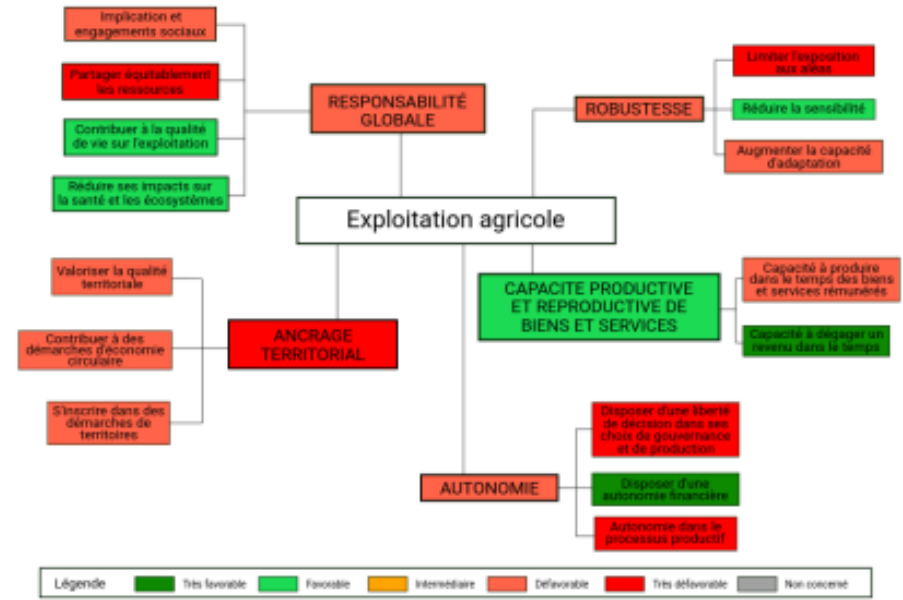 Implication et
engagements sociaux
Partager équitablement
les ressources
Contribuer à la qualité
de vie sur l'exploitation
Réduire ses impacts sur
la santé et les écosystèmes
RESPONSABILITÉ
GLOBALE
ROBUSTESSE
Limiter l'exposition
aux aléas
Réduire la sensibilité
Augmenter la capacité
d'adaptation
Exploitation agricole
Valoriser la qualité
territoriale
Contribuer à des
démarches d'économie
circulaire
S'inscrire dans des
démarches de
territoires
ANCRAGE
TERRITORIAL
CAPACITE PRODUCTIVE
ET REPRODUCTIVE DE
BIENS ET SERVICES
Capacité à produire
dans le temps des biens
et services rémunérés
Capacité à dégager un
revenu dans le temps
AUTONOMIE
Disposer d'une liberté
de décision dans ses
choix de gouvernance
et de production
Disposer d'une
autonomie financière
Autonomie dans le
processus productif
Légende
Très favorable
Favorable
Intermédiaire
Défavorable
Très défavorable
Non concerné